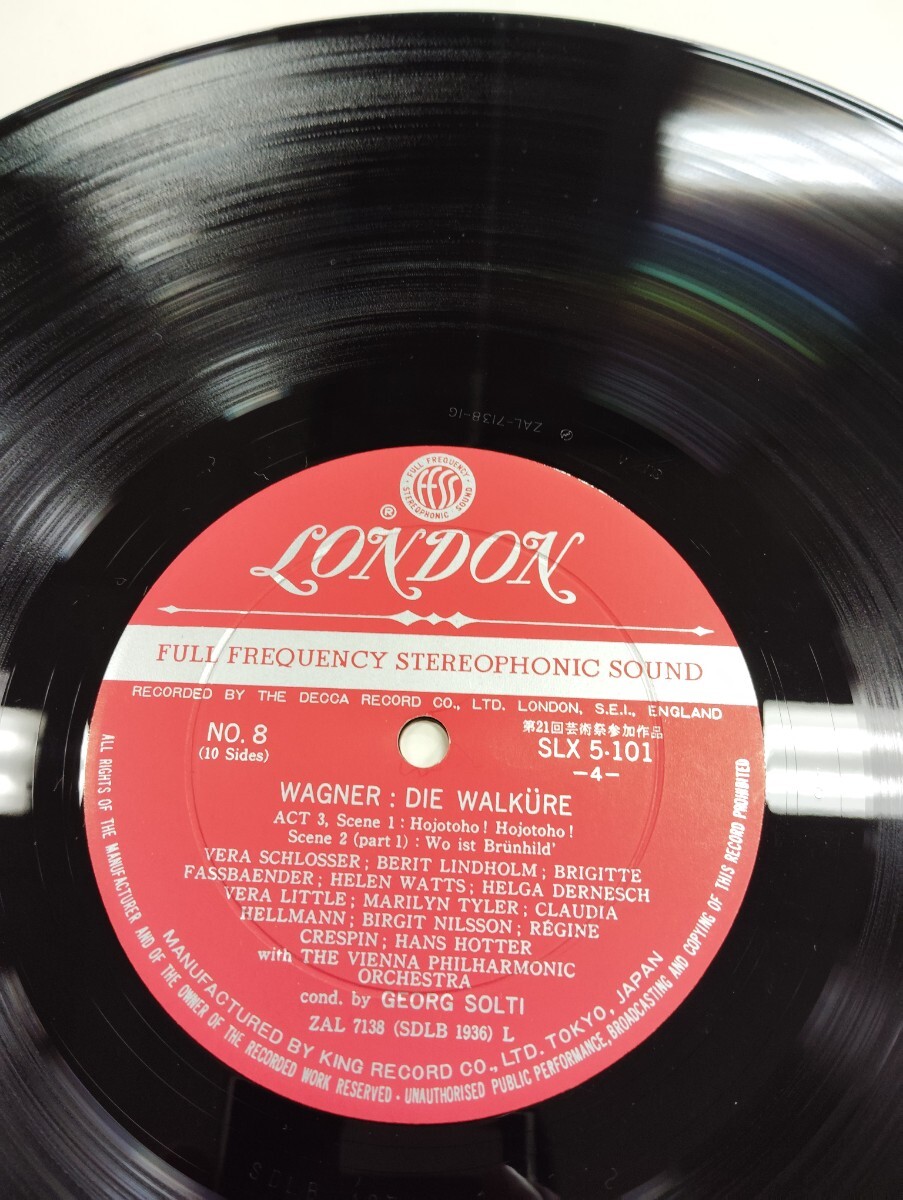 ZAL-7138-1G
FULL FREQUENCY
ffss
STEREOPHONIC SOUND
®
LONDON
FULL FREQUENCY STEREOPHONIC SOUND
RECORDED BY THE DECCA RECORD CO., LTD. LONDON, S.E.I., ENGLAND
NO. 8
(10 Sides)
第21回芸術祭参加作品
SLX 5·101
—4—
WAGNER : DIE WALKÜRE
ACT 3, Scene 1 : Hojotoho! Hojotoho!
Scene 2 (part 1) : Wo ist Brünhild'
VERA SCHLOSSER ; BERIT LINDHOLM ; BRIGITTE
FASSBAENDER ; HELEN WATTS ; HELGA DERNESCH
VERA LITTLE ; MARILYN TYLER ; CLAUDIA
HELLMANN ; BIRGIT NILSSON ; RÉGINE
CRESPIN ; HANS HOTTER
with THE VIENNA PHILHARMONIC
ORCHESTRA
cond. by GEORG SOLTI
ZAL 7138 (SDLB 1936) L
MANUFACTURED BY KING RECORD CO., LTD. TOKYO, JAPAN
ALL RIGHTS OF THE MANUFACTURER AND OF THE OWNER OF THE RECORDED WORK RESERVED · UNAUTHORISED PUBLIC PERFORMANCE, BROADCASTING AND COPYING OF THIS RECORD PROHIBITED